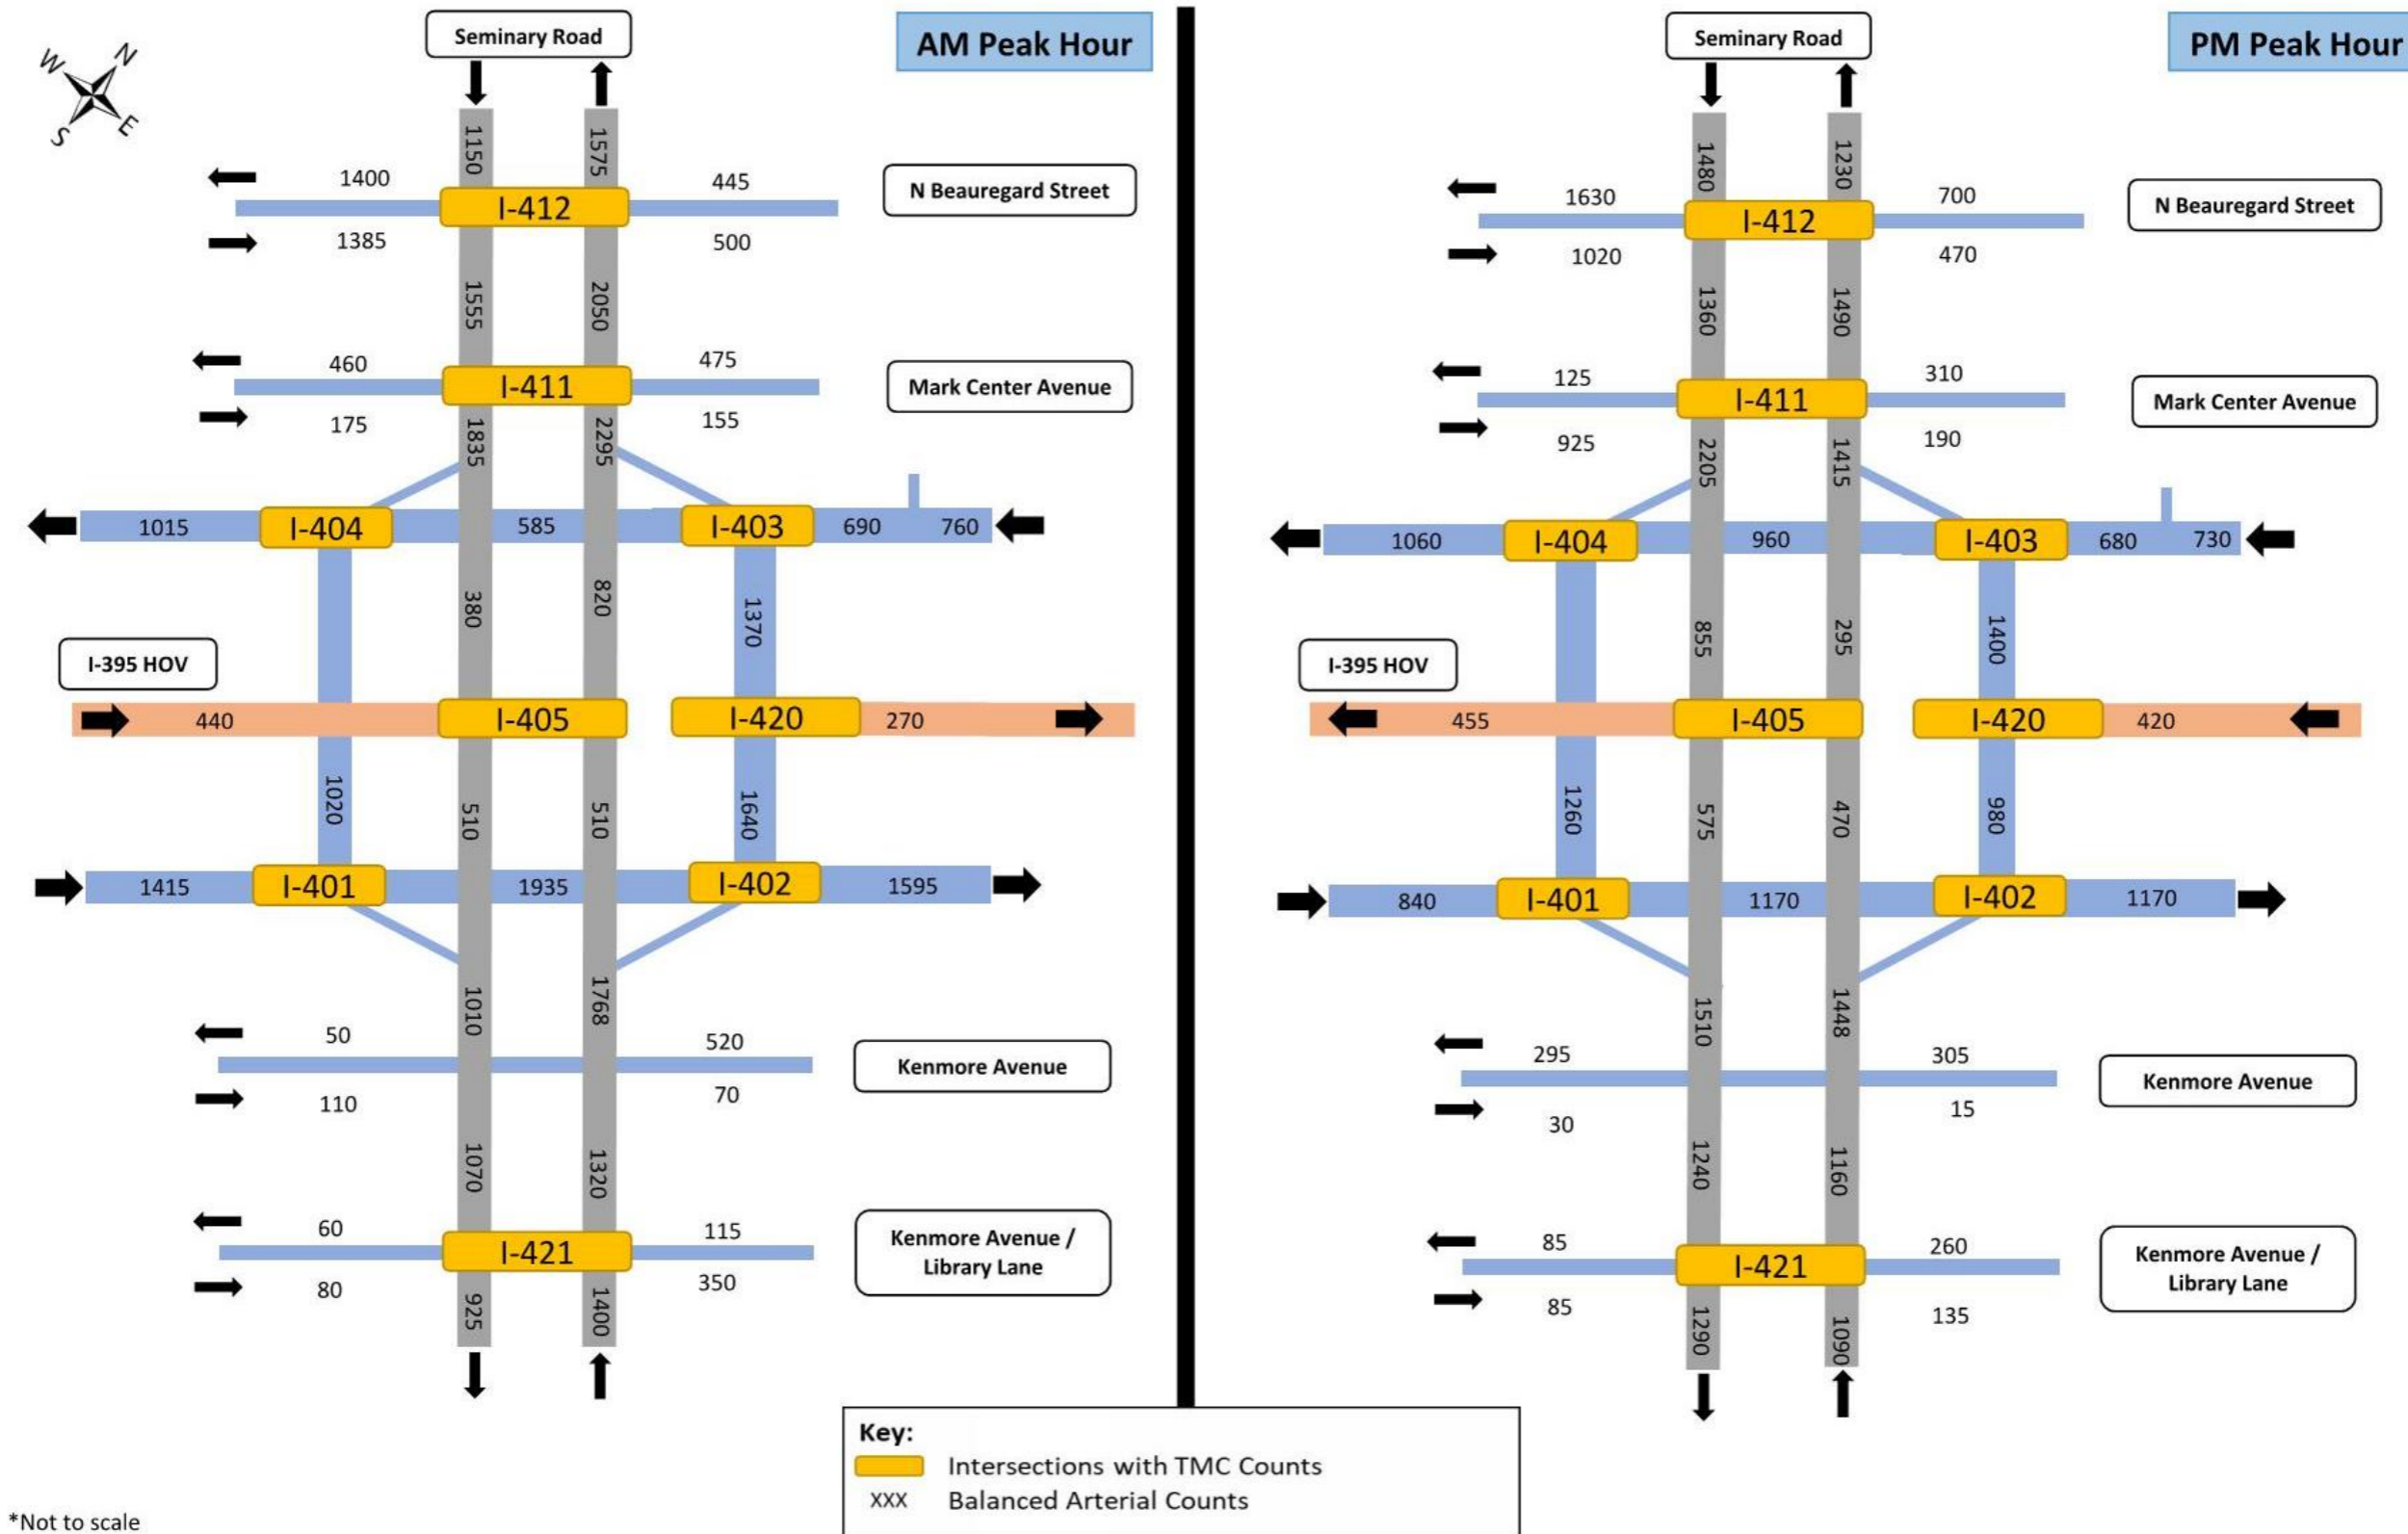 Seminary Road
AM Peak Hour
W
N
S
E
1150
1575
1400
445
N Beauregard Street
I-412
1385
500
1555
2050
460
475
Mark Center Avenue
I-411
175
155
1835
2295
1015
I-404
585
I-403
690
760
380
820
1370
I-395 HOV
440
I-405
I-420
270
1020
510
510
1640
1415
I-401
1935
I-402
1595
1010
1768
50
520
Kenmore Avenue
110
70
1070
1320
60
115
Kenmore Avenue /
Library Lane
I-421
80
350
925
1400
Seminary Road
PM Peak Hour
1480
1230
1630
700
N Beauregard Street
I-412
1020
470
1360
1490
125
310
Mark Center Avenue
I-411
925
190
2205
1415
1060
I-404
960
I-403
680
730
855
295
1400
I-395 HOV
455
I-405
I-420
420
1260
575
470
980
840
I-401
1170
I-402
1170
1510
1448
295
305
Kenmore Avenue
30
15
1240
1160
85
260
Kenmore Avenue /
Library Lane
I-421
85
135
1290
1090
Key:
Intersections with TMC Counts
XXX Balanced Arterial Counts
*Not to scale